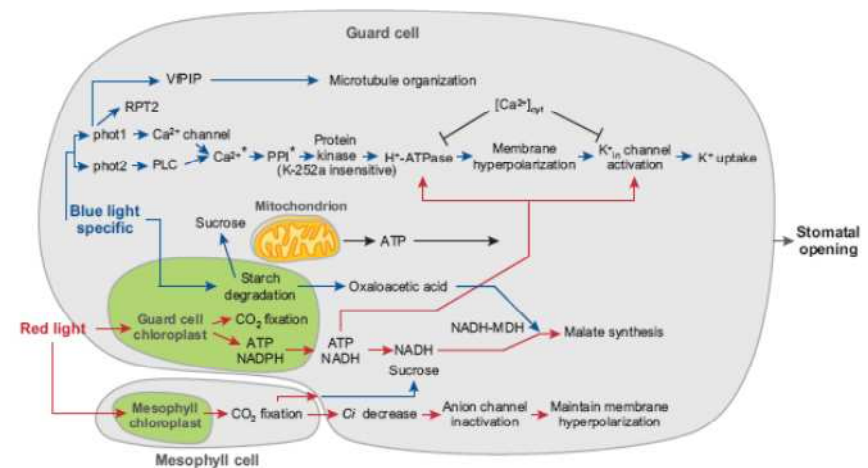 Guard cell
VfPIP
Microtubule organization
RPT2
[Ca²⁺]cyt
phot1
Ca²⁺ channel
phot2
PLC
Ca²⁺*
PPI*
Protein
kinase
(K-252a insensitive)
H⁺-ATPase
Membrane
hyperpolarization
K⁺in channel
activation
K⁺ uptake
Blue light
specific
Sucrose
Mitochondrion
ATP
Stomatal
opening
Starch
degradation
Oxaloacetic acid
Red light
Guard cell
chloroplast
CO₂ fixation
ATP
NADPH
ATP
NADH
NADH
NADH-MDH
Malate synthesis
Sucrose
Mesophyll
chloroplast
CO₂ fixation
Ci decrease
Anion channel
inactivation
Maintain membrane
hyperpolarization
Mesophyll cell